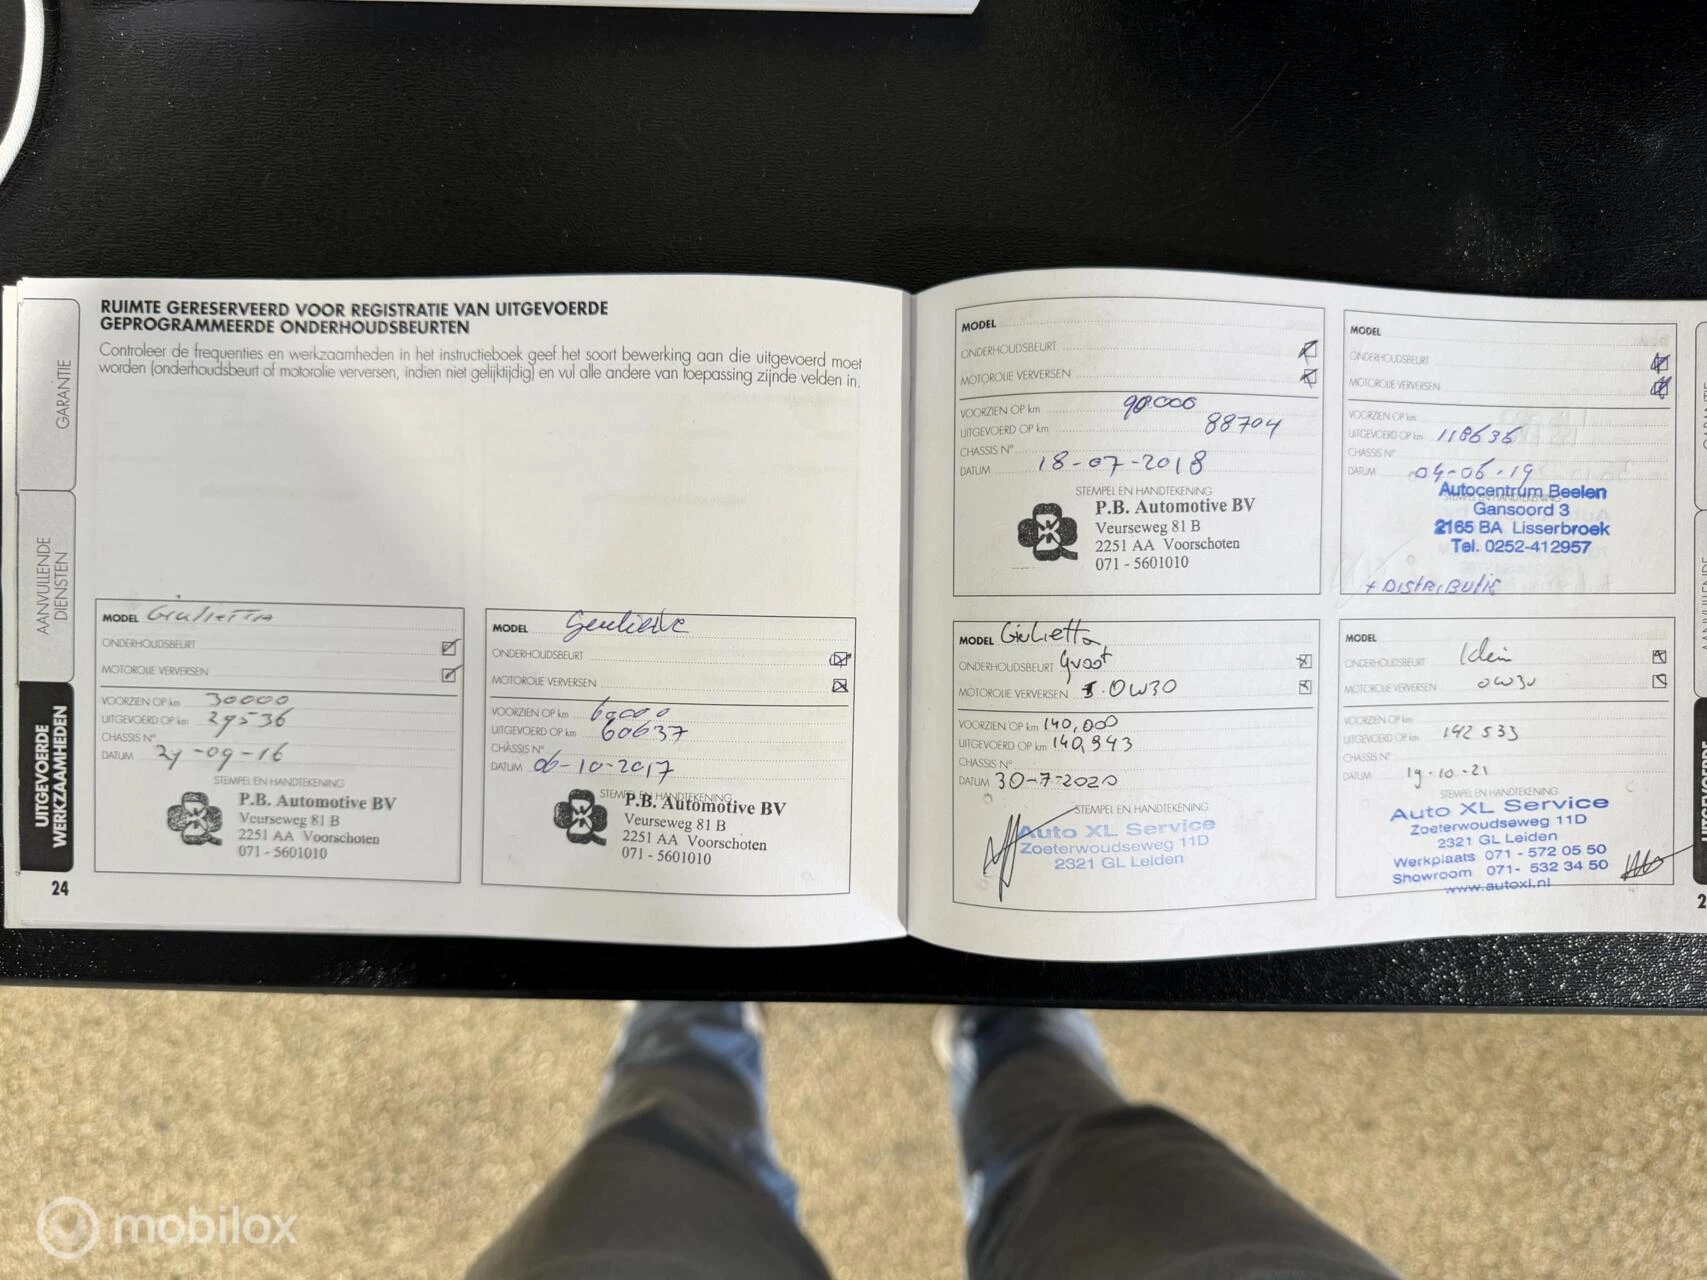 RUIMTE GERESERVEERD VOOR REGISTRATIE VAN UITGEVOERDE
GEPROGRAMMEERDE ONDERHOUDSBEURTEN
Controleer de frequenties en werkzaamheden in het instructieboek geef het soort bewerking aan die uitgevoerd moet
worden (onderhoudsbeurt of motorolie verversen, indien niet gelijktijdig) en vul alle andere van toepassing zijnde velden in.
GARANTIE
AANVULLENDE
DIENSTEN
UITGEVOERDE
WERKZAAMHEDEN
MODEL Giulietta
ONDERHOUDSBEURT
MOTOROLIE VERVERSEN
VOORZIEN OP km 30000
UITGEVOERD OP km 29536
CHASSIS N°
DATUM 29-09-16
STEMPEL EN HANDTEKENING
P.B. Automotive BV
Veurseweg 81 B
2251 AA Voorschoten
071 - 5601010
24
MODEL
ONDERHOUDSBEURT
MOTOROLIE VERVERSEN
VOORZIEN OP km 60000
UITGEVOERD OP km 60637
CHASSIS N°
DATUM 06-10-2017
STEMPEL EN HANDTEKENING
P.B. Automotive BV
Veurseweg 81 B
2251 AA Voorschoten
071 - 5601010
MODEL
ONDERHOUDSBEURT
MOTOROLIE VERVERSEN
VOORZIEN OP km 90.000
UITGEVOERD OP km 88704
CHASSIS N°
DATUM 18-07-2018
STEMPEL EN HANDTEKENING
P.B. Automotive BV
Veurseweg 81 B
2251 AA Voorschoten
071 - 5601010
MODEL
ONDERHOUDSBEURT
MOTOROLIE VERVERSEN
VOORZIEN OP km
UITGEVOERD OP km 118636
CHASSIS N°
DATUM 04-06-19
Autocentrum Beelen
Gansoord 3
2165 BA Lisserbroek
Tel. 0252-412957
+ DISTRIBUTIE
MODEL Giulietta
ONDERHOUDSBEURT Groot
MOTOROLIE VERVERSEN 0W30
VOORZIEN OP km 140,000
UITGEVOERD OP km 140,943
CHASSIS N°
DATUM 30-7-2020
STEMPEL EN HANDTEKENING
Auto XL Service
Zoeterwoudseweg 11D
2321 GL Leiden
MODEL
ONDERHOUDSBEURT Klein
MOTOROLIE VERVERSEN 0W30
VOORZIEN OP km
UITGEVOERD OP km 142533
CHASSIS N°
DATUM 19-10-21
STEMPEL EN HANDTEKENING
Auto XL Service
Zoeterwoudseweg 11D
2321 GL Leiden
Werkplaats 071 - 572 05 50
Showroom 071- 532 34 50
www.autoxl.nl
mobilox